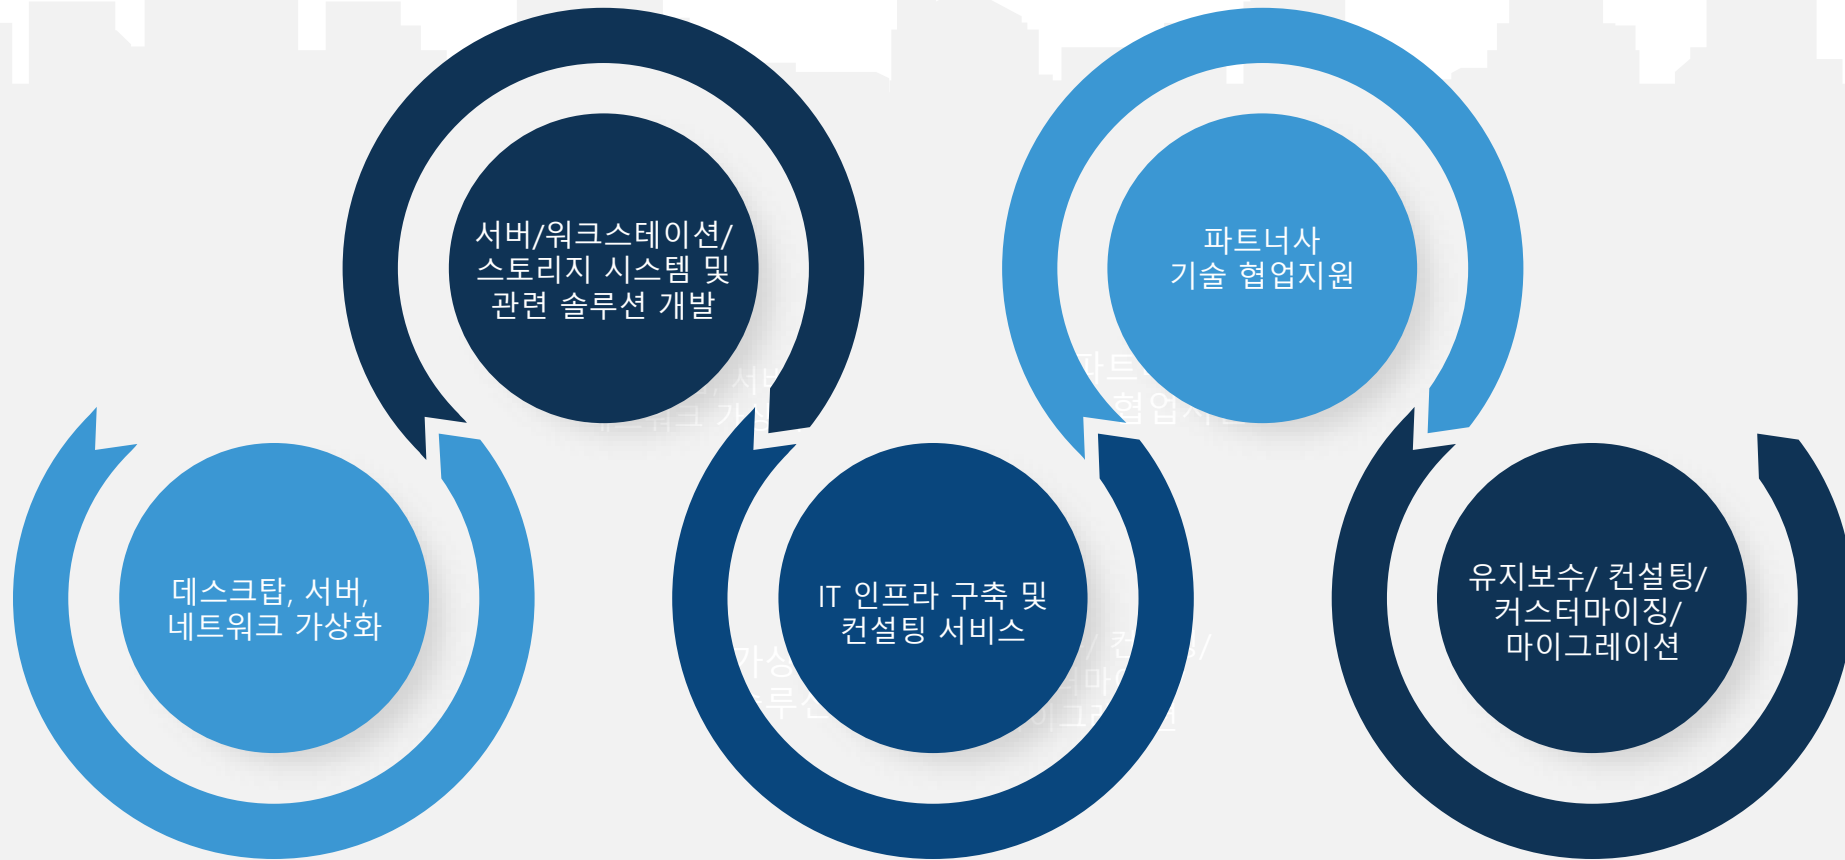 서버/워크스테이션/
스토리지 시스템 및
관련 솔루션 개발
파트너사
기술 협업지원
데스크탑, 서버,
네트워크 가상화
IT 인프라 구축 및
컨설팅 서비스
유지보수/ 컨설팅/
커스터마이징/
마이그레이션